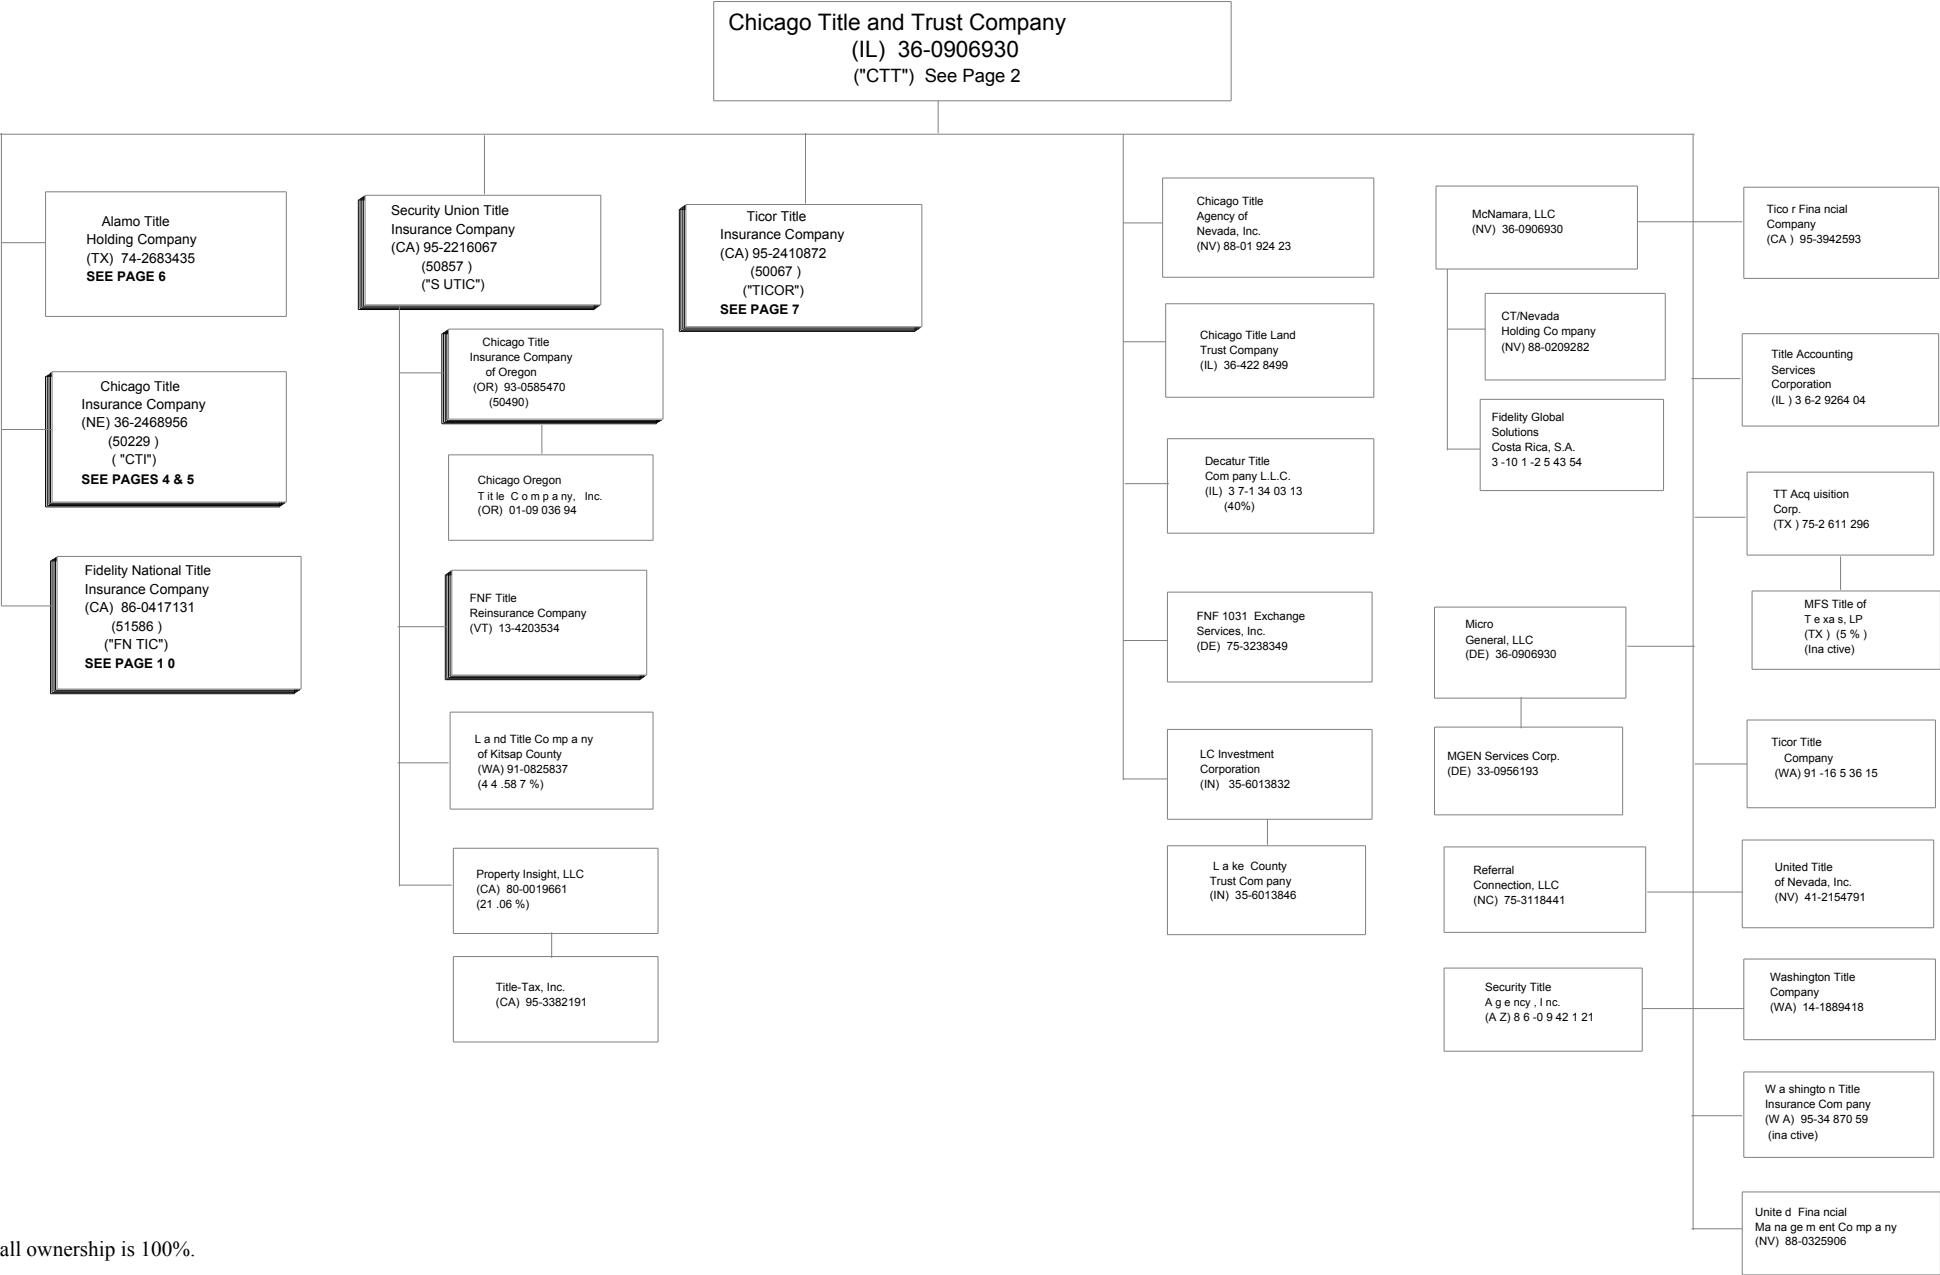 Chicago Title and Trust Company
(IL) 36-0906930
("CTT") See Page 2
Alamo Title
Holding Company
(TX) 74-2683435
SEE PAGE 6
Chicago Title
Insurance Company
(NE) 36-2468956
(50229 )
( "CTI")
SEE PAGES 4 & 5
Fidelity National Title
Insurance Company
(CA) 86-0417131
(51586 )
("FN TIC")
SEE PAGE 1 0
Security Union Title
Insurance Company
(CA) 95-2216067
(50857 )
("S UTIC")
Chicago Title
Insurance Company
of Oregon
(OR) 93-0585470
(50490)
Chicago Oregon
T it le C o m p a ny, Inc.
(OR) 01-09 036 94
FNF Title
Reinsurance Company
(VT) 13-4203534
L a nd Title Co mp a ny
of Kitsap County
(WA) 91-0825837
(4 4 .58 7 %)
Property Insight, LLC
(CA) 80-0019661
(21 .06 %)
Title-Tax, Inc.
(CA) 95-3382191
Ticor Title
Insurance Company
(CA) 95-2410872
(50067 )
("TICOR")
SEE PAGE 7
Chicago Title
Agency of
Nevada, Inc.
(NV) 88-01 924 23
Chicago Title Land
Trust Company
(IL) 36-422 8499
Decatur Title
Com pany L.L.C.
(IL) 3 7-1 34 03 13
(40%)
FNF 1031 Exchange
Services, Inc.
(DE) 75-3238349
LC Investment
Corporation
(IN) 35-6013832
L a ke County
Trust Com pany
(IN) 35-6013846
McNamara, LLC
(NV) 36-0906930
CT/Nevada
Holding Co mpany
(NV) 88-0209282
Fidelity Global
Solutions
Costa Rica, S.A.
3 -10 1 -2 5 43 54
Micro
General, LLC
(DE) 36-0906930
MGEN Services Corp.
(DE) 33-0956193
Referral
Connection, LLC
(NC) 75-3118441
Security Title
A g e ncy , I nc.
(A Z) 8 6 -0 9 42 1 21
Tico r Fina ncial
Company
(CA ) 95-3942593
Title Accounting
Services
Corporation
(IL ) 3 6-2 9264 04
TT Acq uisition
Corp.
(TX ) 75-2 611 296
MFS Title of
T e xa s, LP
(TX ) (5 % )
(Ina ctive)
Ticor Title
Company
(WA) 91 -16 5 36 15
United Title
of Nevada, Inc.
(NV) 41-2154791
Washington Title
Company
(WA) 14-1889418
W a shingto n Title
Insurance Com pany
(W A) 95-34 870 59
(ina ctive)
Unite d Fina ncial
Ma na ge m ent Co mp a ny
(NV) 88-0325906
all ownership is 100%.